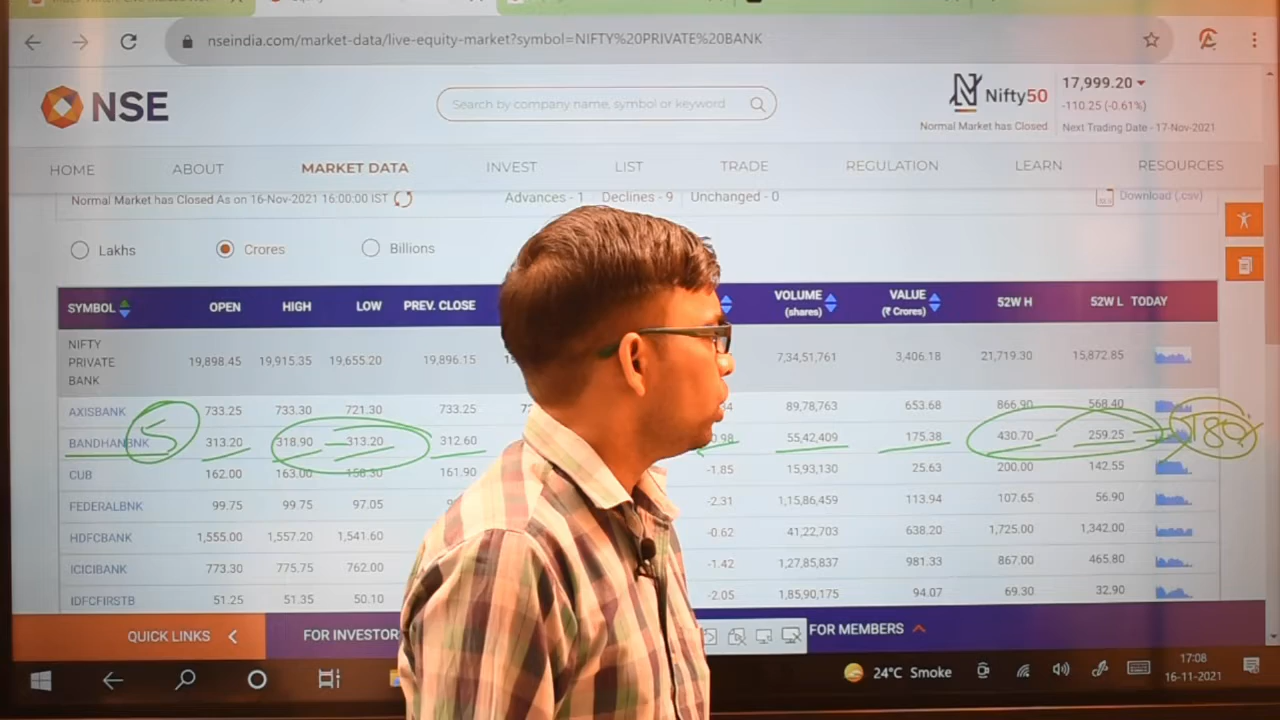 nseindia.com/market-data/live-equity-market?symbol=NIFTY%20PRIVATE%20BANK
NSE
Search by company name, symbol or keyword
Nifty50
17,999.20
-110.25 (-0.61%)
Normal Market has Closed
Next Trading Date - 17-Nov-2021
HOME ABOUT MARKET DATA INVEST LIST TRADE REGULATION LEARN RESOURCES
Normal Market has Closed As on 16-Nov-2021 16:00:00 IST Advances - 1 Declines - 9 Unchanged - 0 Download (.csv)
Lakhs Crores Billions
SYMBOL OPEN HIGH LOW PREV. CLOSE VOLUME (shares) VALUE (₹ Crores) 52W H 52W L TODAY
NIFTY PRIVATE BANK 19,898.45 19,915.35 19,655.20 19,896.15 7,34,51,761 3,406.18 21,719.30 15,872.85
AXISBANK 733.25 733.30 721.30 733.25 89,78,763 653.68 866.90 568.40
BANDHANBNK 5 313.20 318.90 313.20 312.60 55,42,409 175.38 430.70 259.25 180
CUB 162.00 163.00 158.30 161.90 -1.85 15,93,130 25.63 200.00 142.55
FEDERALBNK 99.75 99.75 97.05 -2.31 1,15,86,459 113.94 107.65 56.90
HDFCBANK 1,555.00 1,557.20 1,541.60 -0.62 41,22,703 638.20 1,725.00 1,342.00
ICICIBANK 773.30 775.75 762.00 -1.42 1,27,85,837 981.33 867.00 465.80
IDFCFIRSTB 51.25 51.35 50.10 -2.05 1,85,90,175 94.07 69.30 32.90
QUICK LINKS FOR INVESTOR FOR MEMBERS
24°C Smoke
17:08
16-11-2021